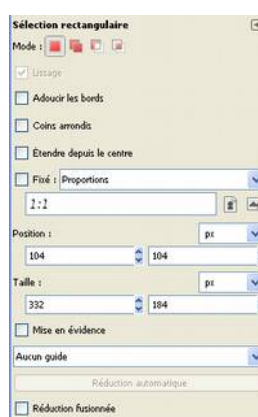 Sélection rectangulaire
Mode :
Lissage
Adoucir les bords
Coins arrondis
Étendre depuis le centre
Fixé : Proportions
1:1
Position : px
104 104
Taille : px
332 184
Mise en évidence
Aucun guide
Réduction automatique
Réduction fusionnée